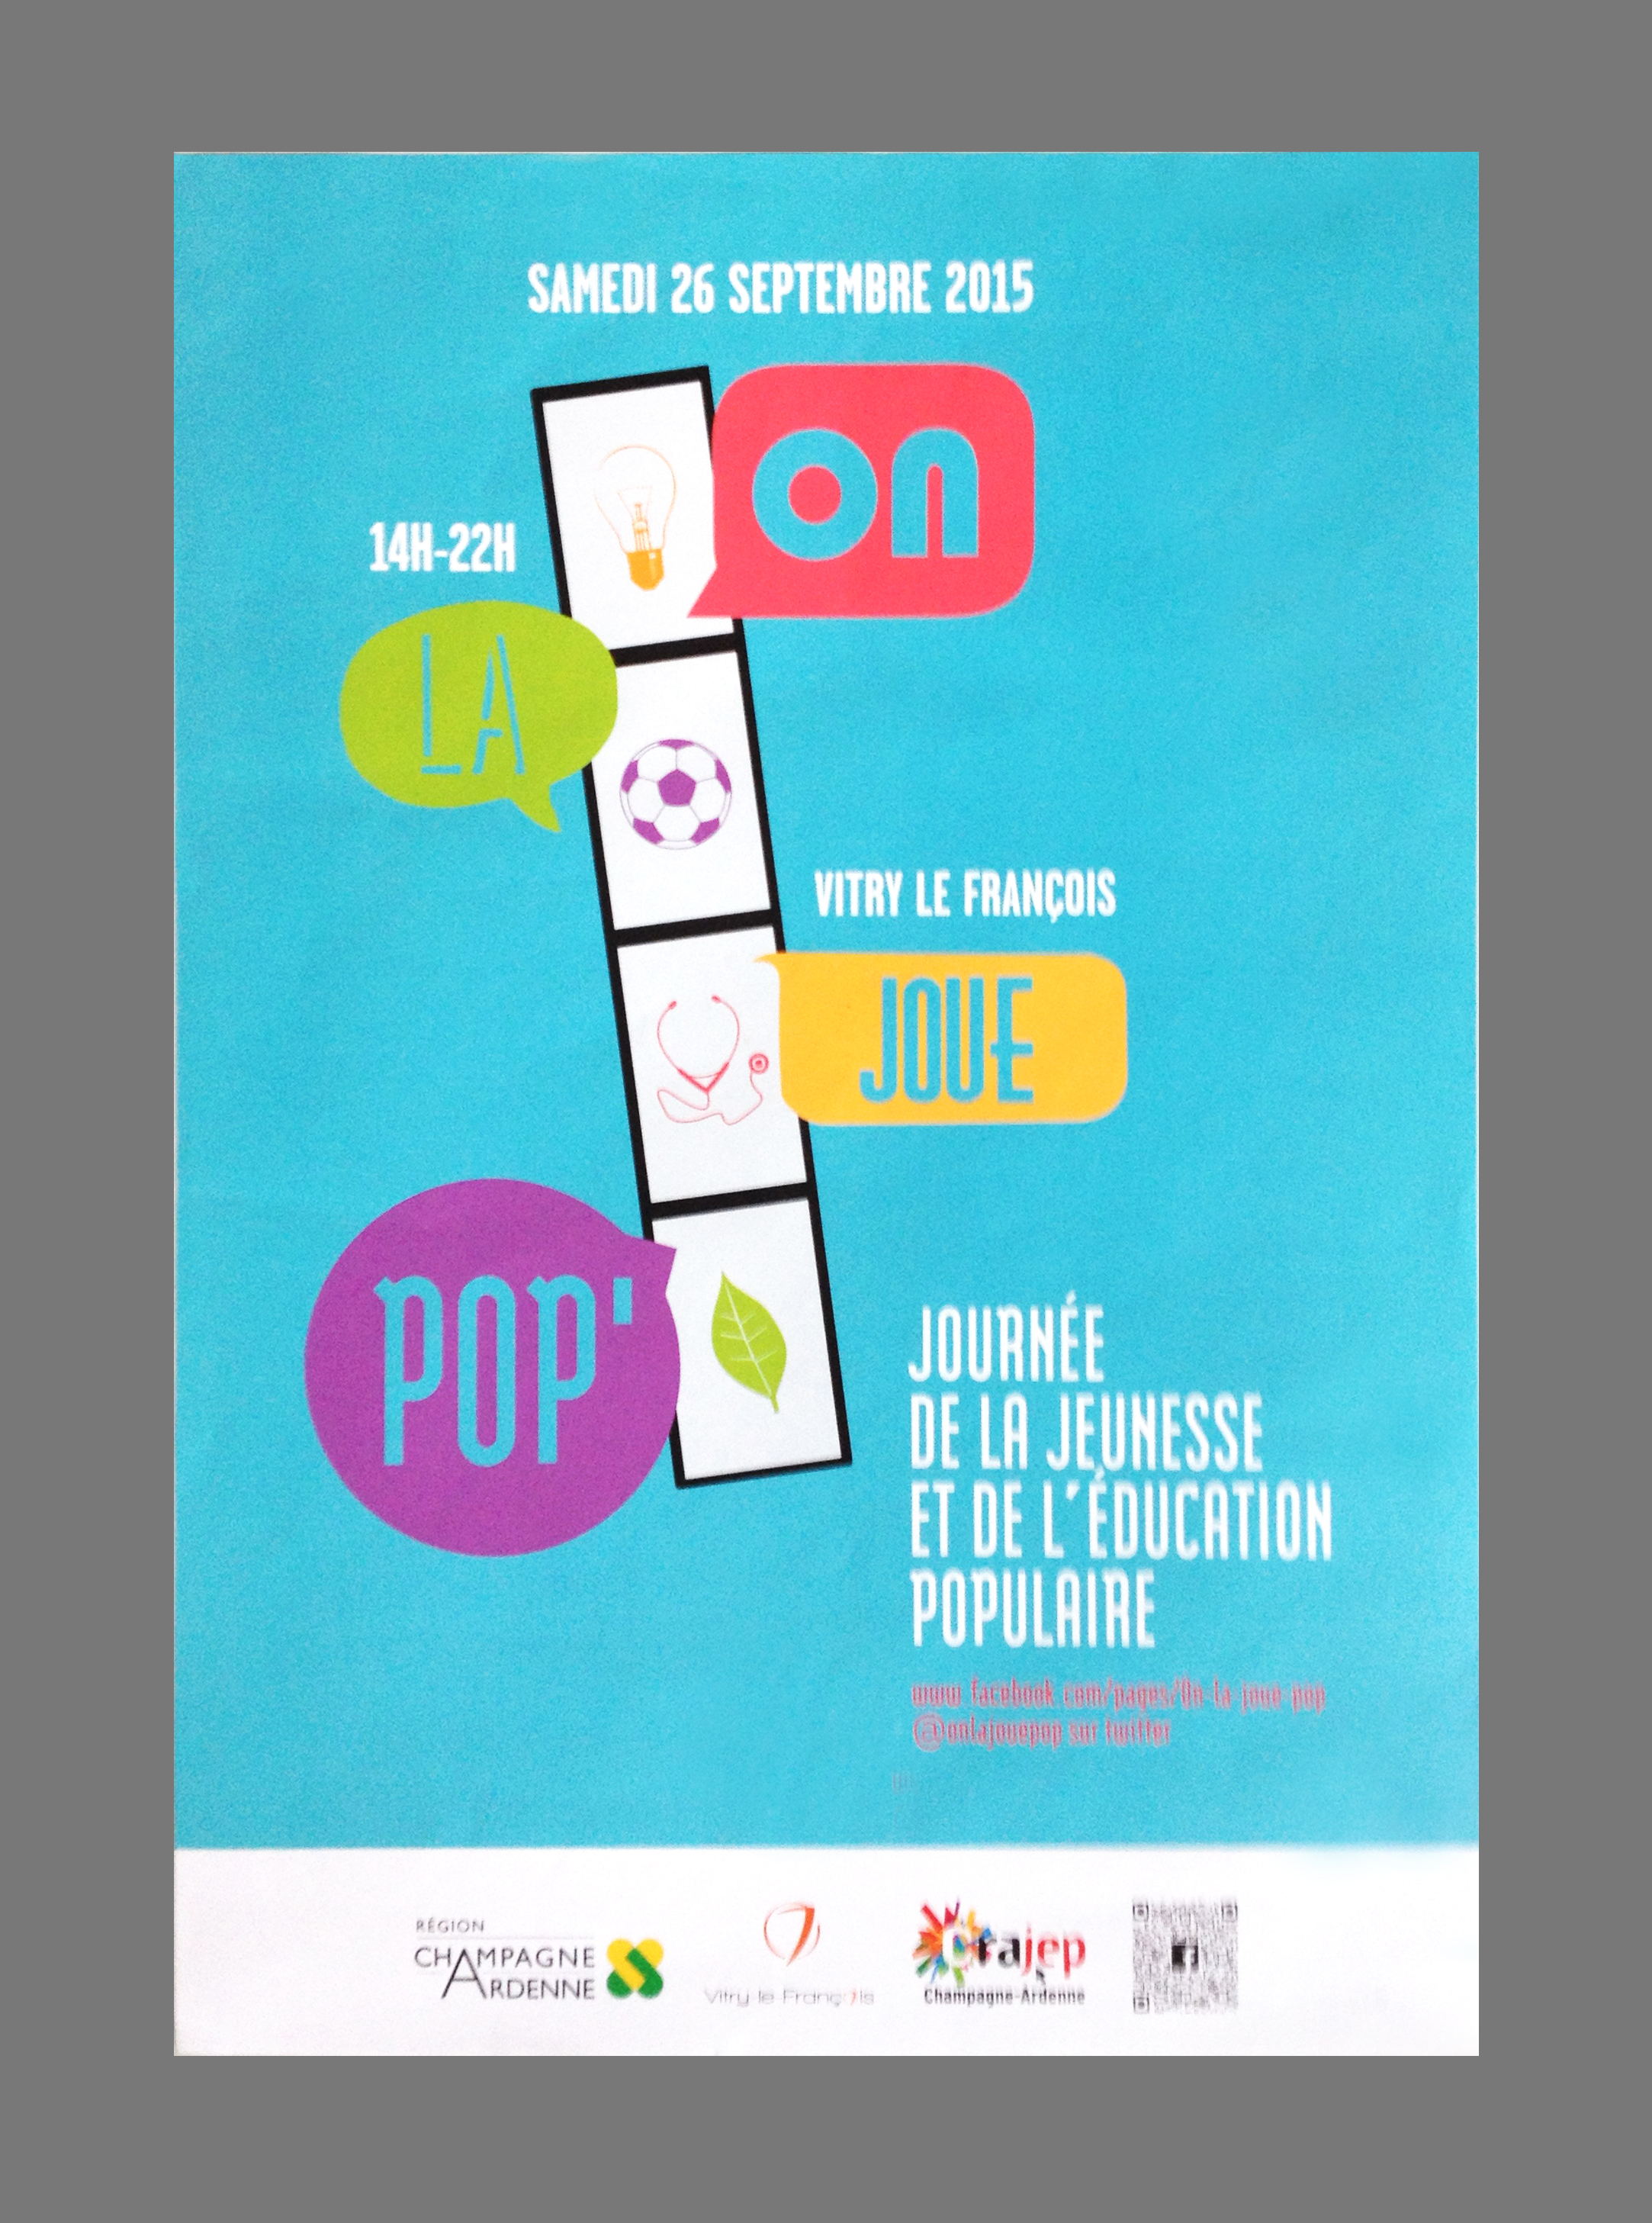 SAMEDI 26 SEPTEMBRE 2015
ON
14H-22H
LA
VITRY LE FRANÇOIS
JOUE
POP'
JOURNÉE
DE LA JEUNESSE
ET DE L'ÉDUCATION
POPULAIRE
www.facebook.com/pages/On-la-joue-pop
@onlajouepop sur twitter
RÉGION
CHAMPAGNE
ARDENNE
Vitry le François
Crajep
Champagne-Ardenne